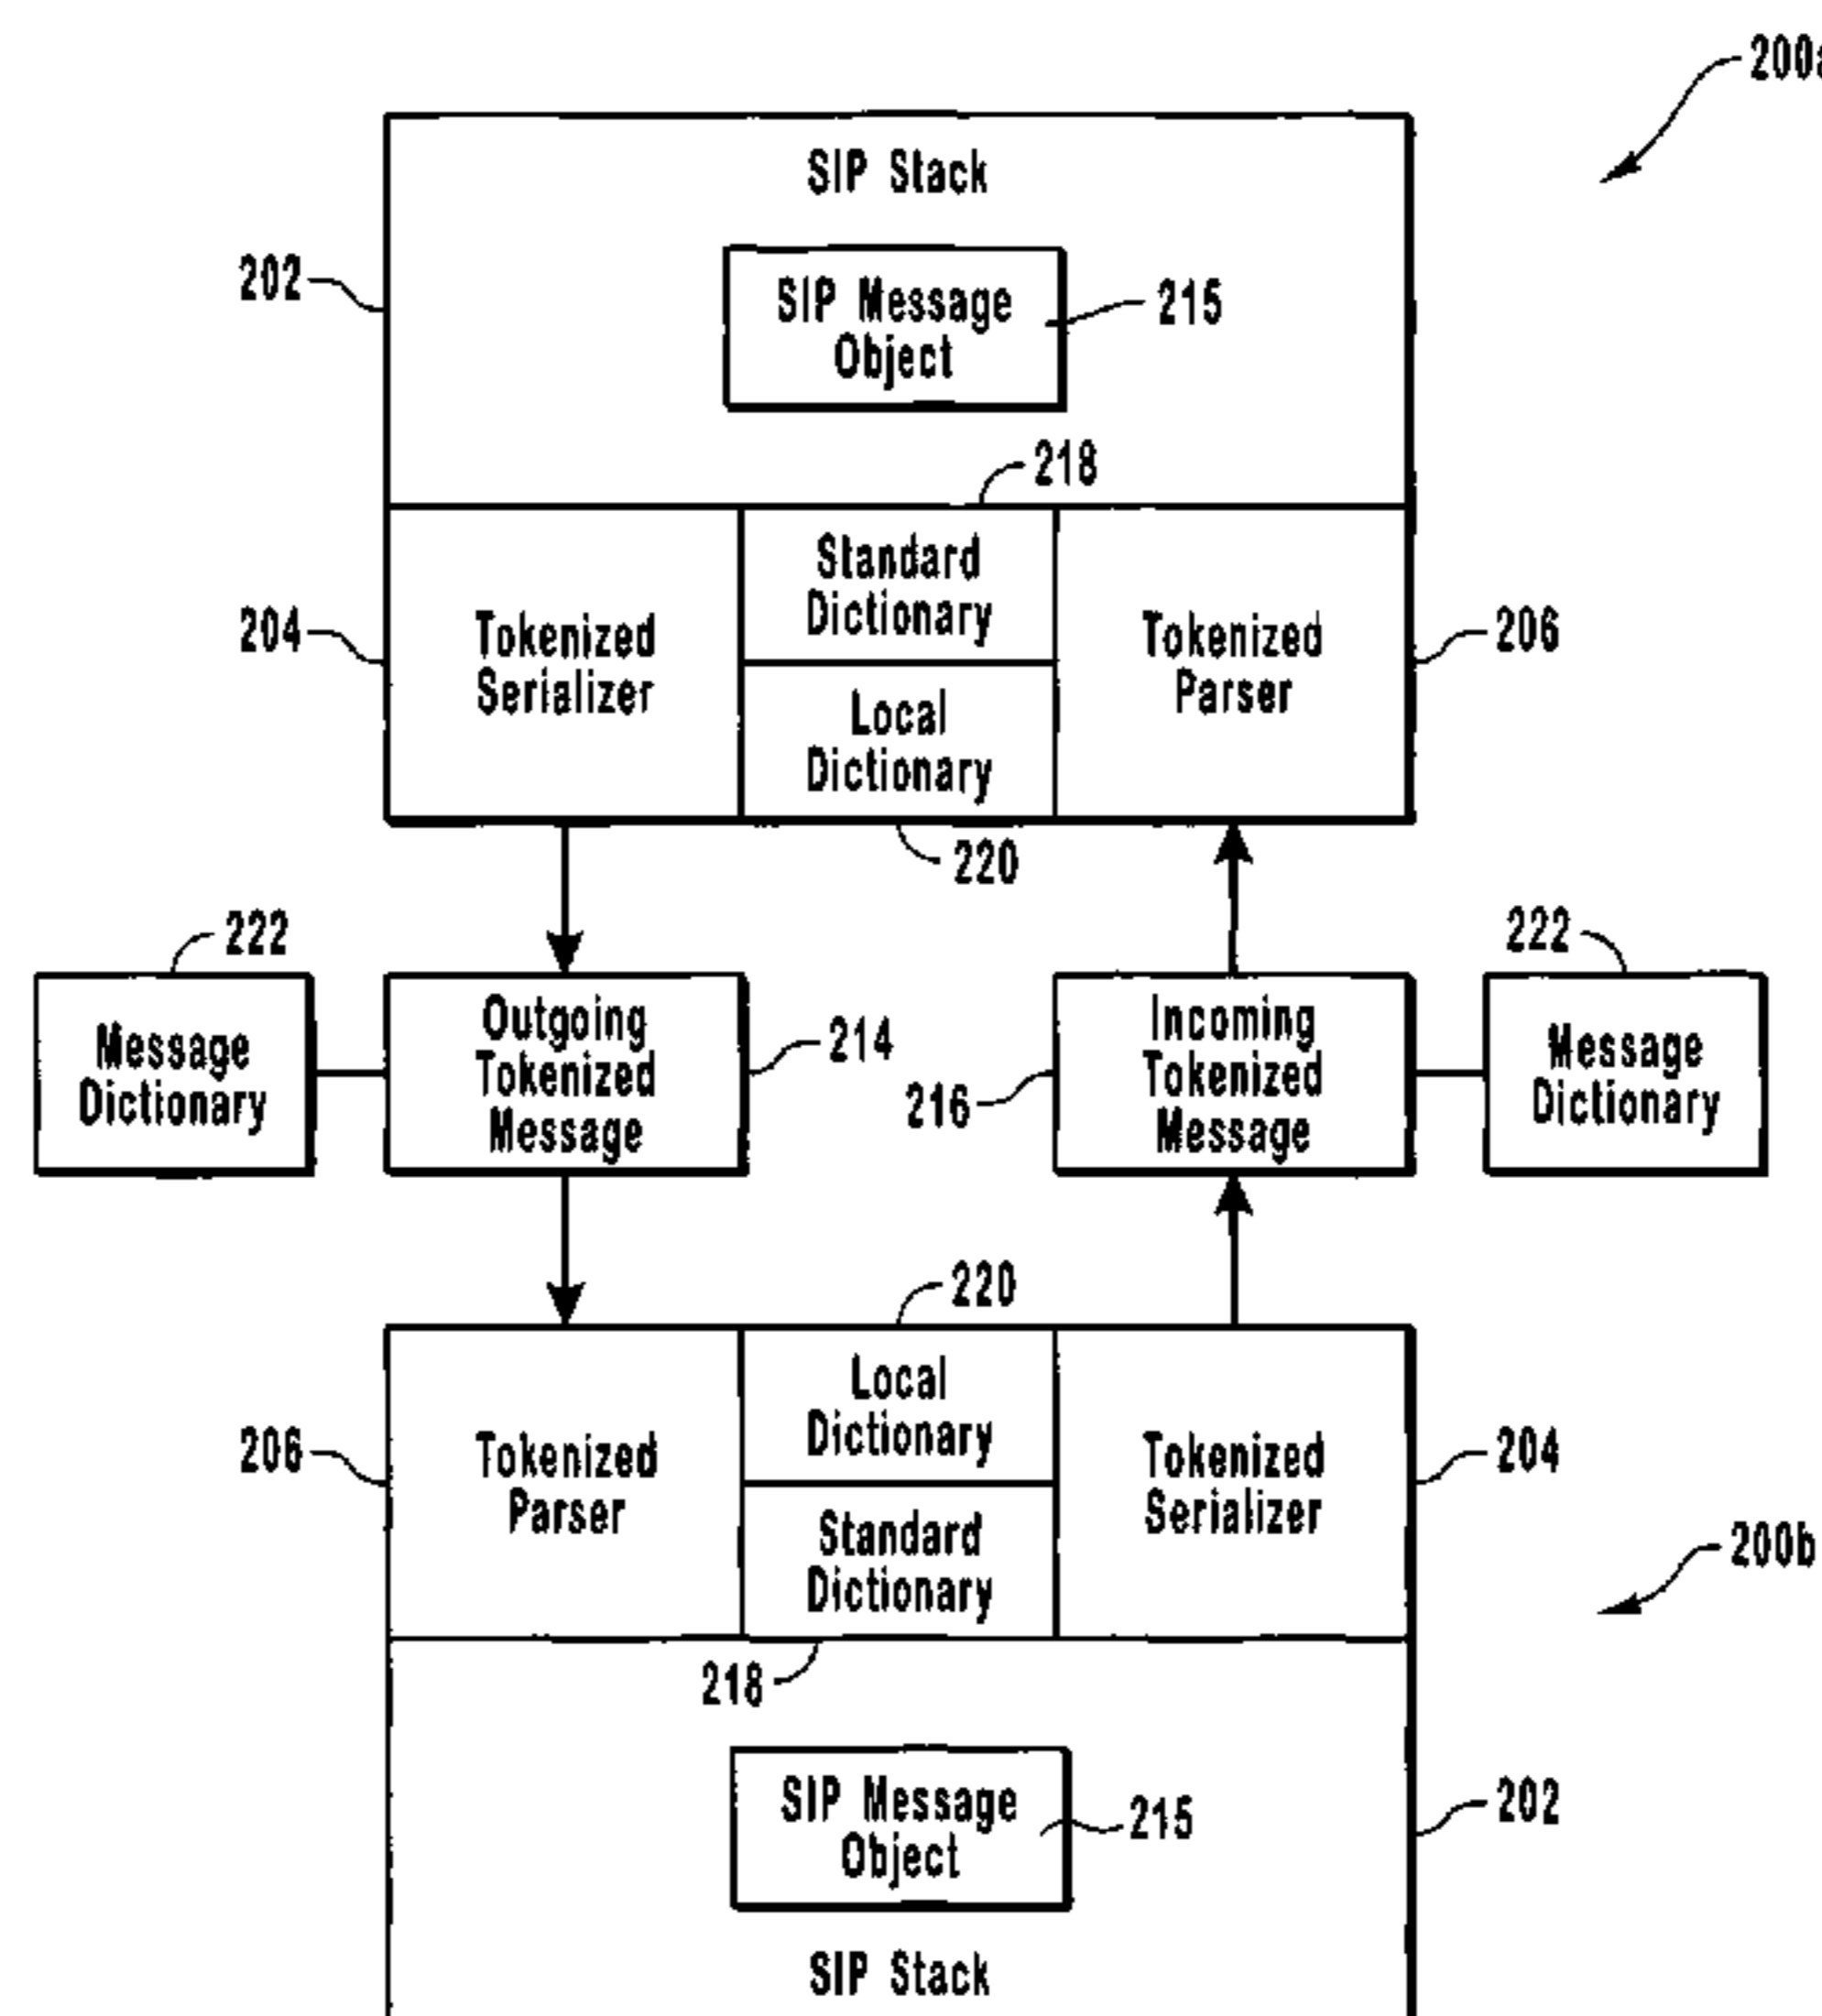 200a
SIP Stack
202
SIP Message
Object
215
218
204
Tokenized
Serializer
Standard
Dictionary
Local
Dictionary
Tokenized
Parser
206
220
222
Message
Dictionary
Outgoing
Tokenized
Message
214
216
Incoming
Tokenized
Message
222
Message
Dictionary
220
206
Tokenized
Parser
Local
Dictionary
Standard
Dictionary
Tokenized
Serializer
204
200b
218
SIP Message
Object
215
202
SIP Stack